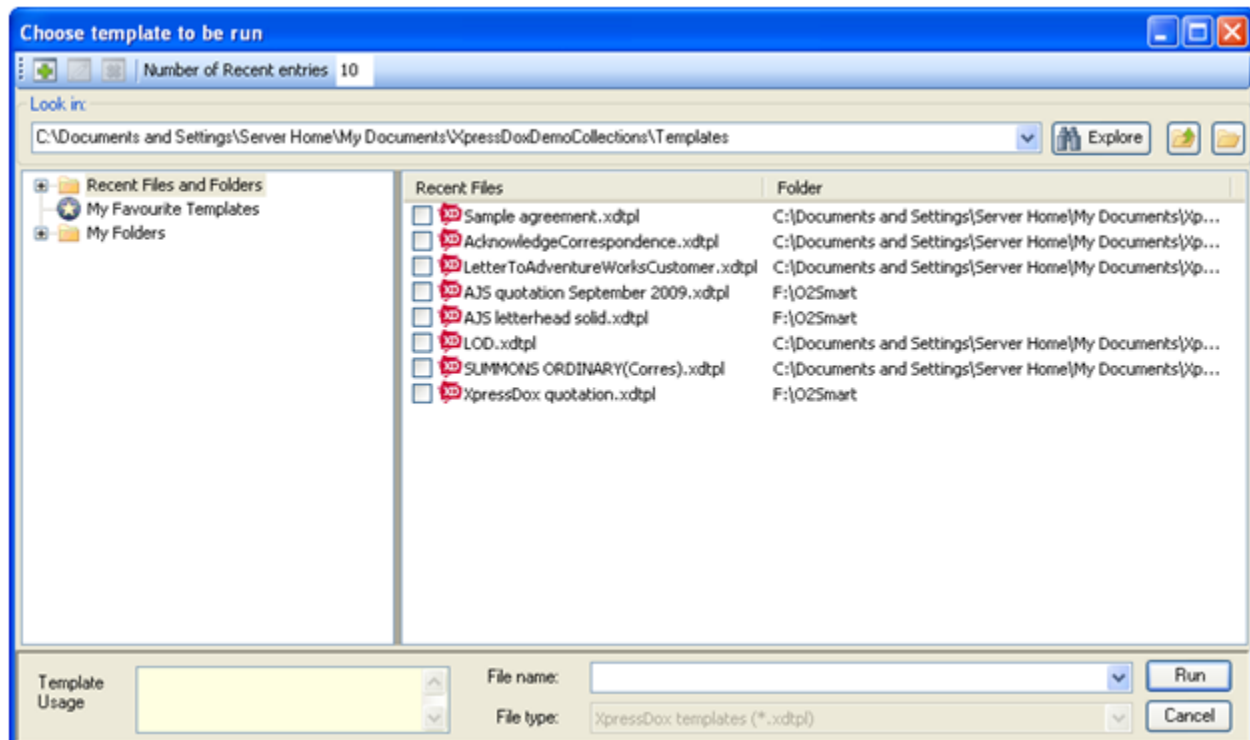 Choose template to be run
Number of Recent entries 10
Look in:
C:\Documents and Settings\Server Home\My Documents\XpressDoxDemoCollections\Templates Explore
Recent Files and Folders
My Favourite Templates
My Folders
Recent Files Folder
Sample agreement.xdtpl C:\Documents and Settings\Server Home\My Documents\Xp...
AcknowledgeCorrespondence.xdtpl C:\Documents and Settings\Server Home\My Documents\Xp...
LetterToAdventureWorksCustomer.xdtpl C:\Documents and Settings\Server Home\My Documents\Xp...
AJS quotation September 2009.xdtpl F:\O2Smart
AJS letterhead solid.xdtpl F:\O2Smart
LOD.xdtpl C:\Documents and Settings\Server Home\My Documents\Xp...
SUMMONS ORDINARY(Corres).xdtpl C:\Documents and Settings\Server Home\My Documents\Xp...
XpressDox quotation.xdtpl F:\O2Smart
Template
Usage
File name: Run
File type: XpressDox templates (*.xdtpl) Cancel